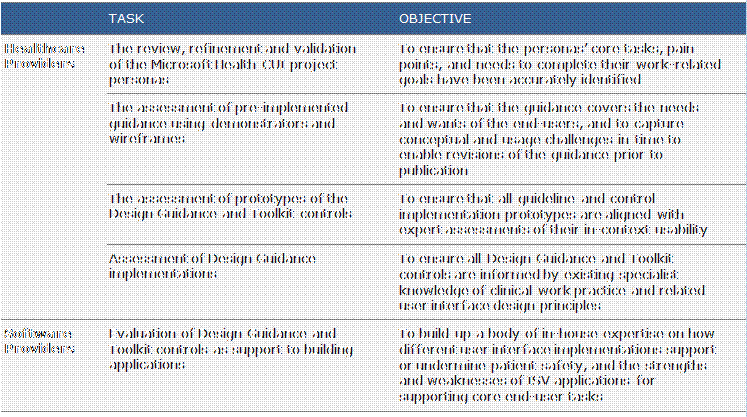 TASK OBJECTIVE
Healthcare Providers
The review, refinement and validation
of the Microsoft Health CUI project
personas
To ensure that the personas' core tasks, pain
points, and needs to complete their work-related
goals have been accurately identified
The assessment of pre-implemented
guidance using demonstrators and
wireframes
To ensure that the guidance covers the needs
and wants of the end-users, and to capture
conceptual and usage challenges in time to
enable revisions of the guidance prior to
publication
The assessment of prototypes of the
Design Guidance and Toolkit controls
To ensure that all guideline and control
implementation prototypes are aligned with
expert assessments of their in-context usability
Assessment of Design Guidance
implementations
To ensure all Design Guidance and Toolkit
controls are informed by existing specialist
knowledge of clinical work practice and related
user interface design principles
Software
Providers
Evaluation of Design Guidance and
Toolkit controls as support to building
applications
To build up a body of in-house expertise on how
different user interface implementations support
or undermine patient safety, and the strengths
and weaknesses of ISV applications for
supporting core end-user tasks